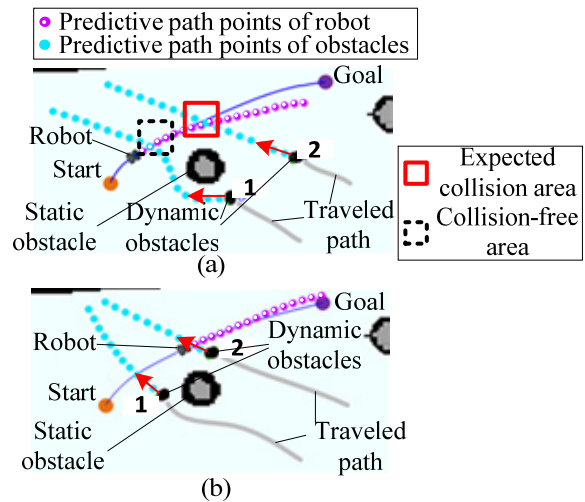 Predictive path points of robot
Predictive path points of obstacles
Goal
Robot
Start
2
1
Static
obstacle
Dynamic
obstacles
Traveled
path
(a)
Expected
collision area
Collision-free
area
Goal
Robot
Dynamic
obstacles
2
Start
1
Static
obstacle
Traveled
path
(b)